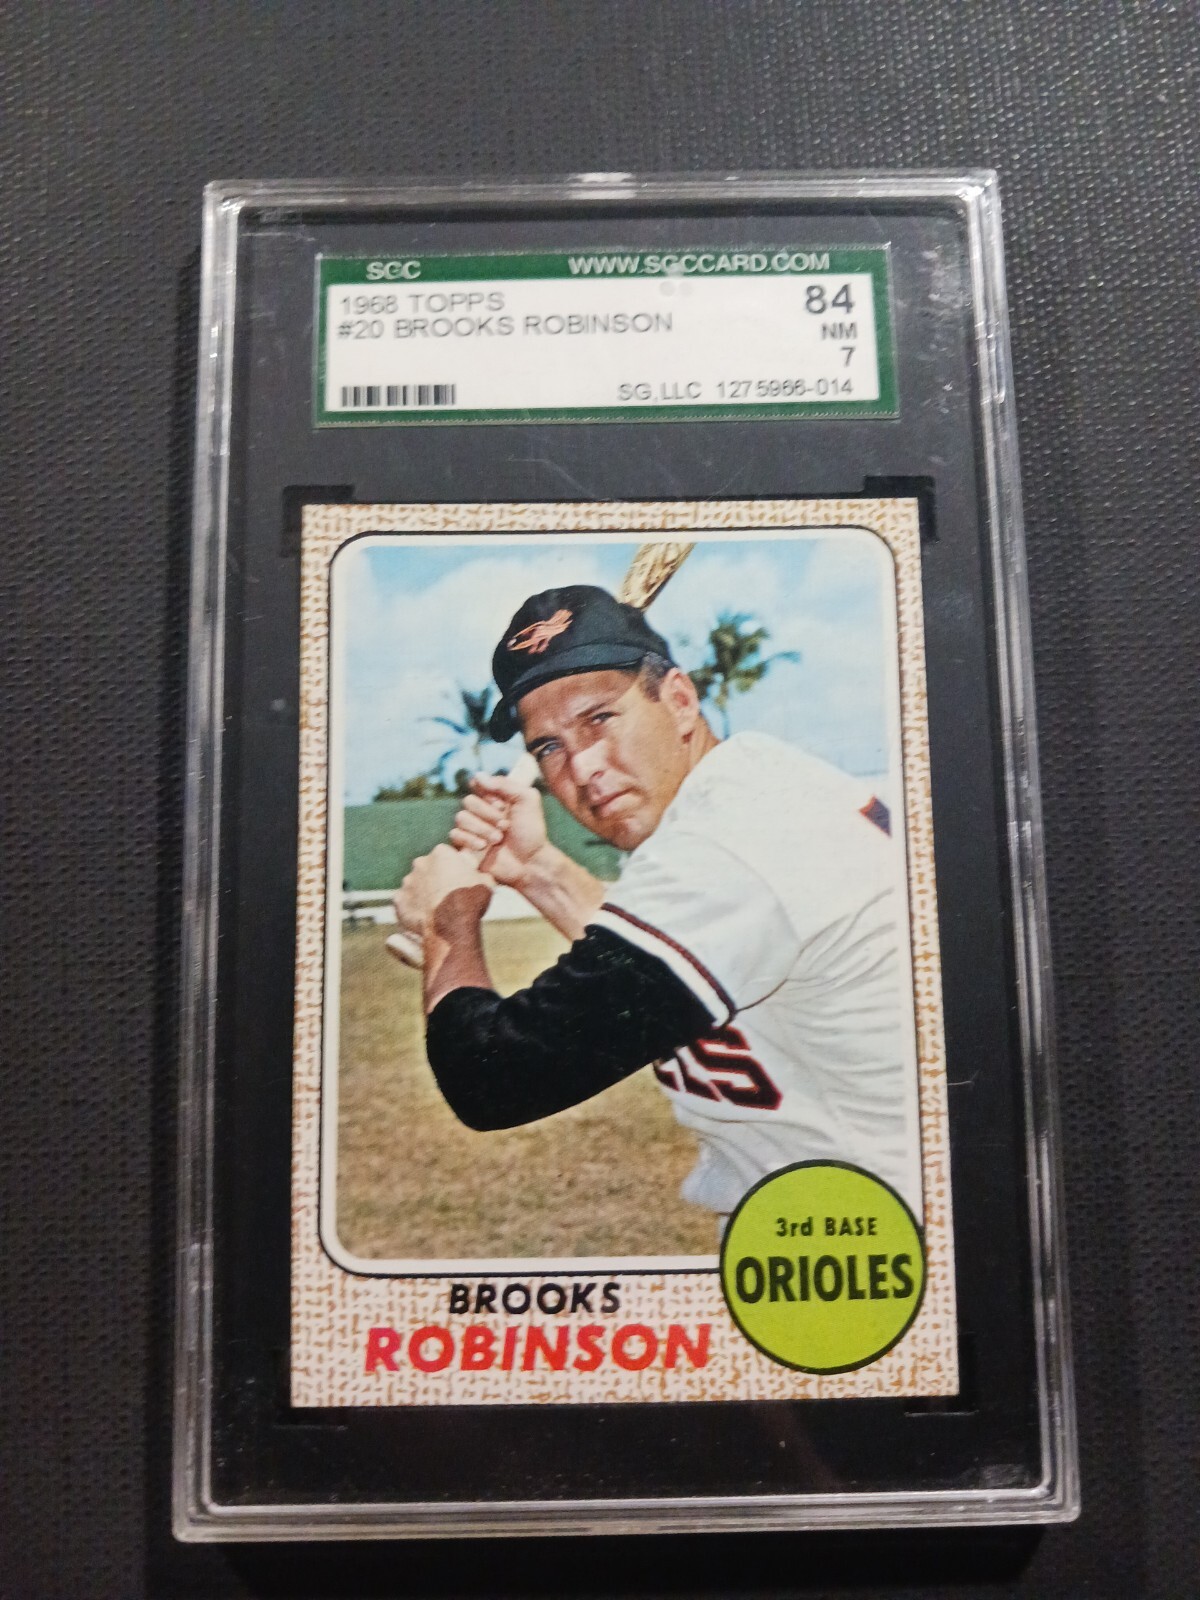 SGC WWW.SGCCARD.COM
1968 TOPPS 84
#20 BROOKS ROBINSON NM
7
SG, LLC 1275966-014
ES
3rd BASE
ORIOLES
BROOKS
ROBINSON